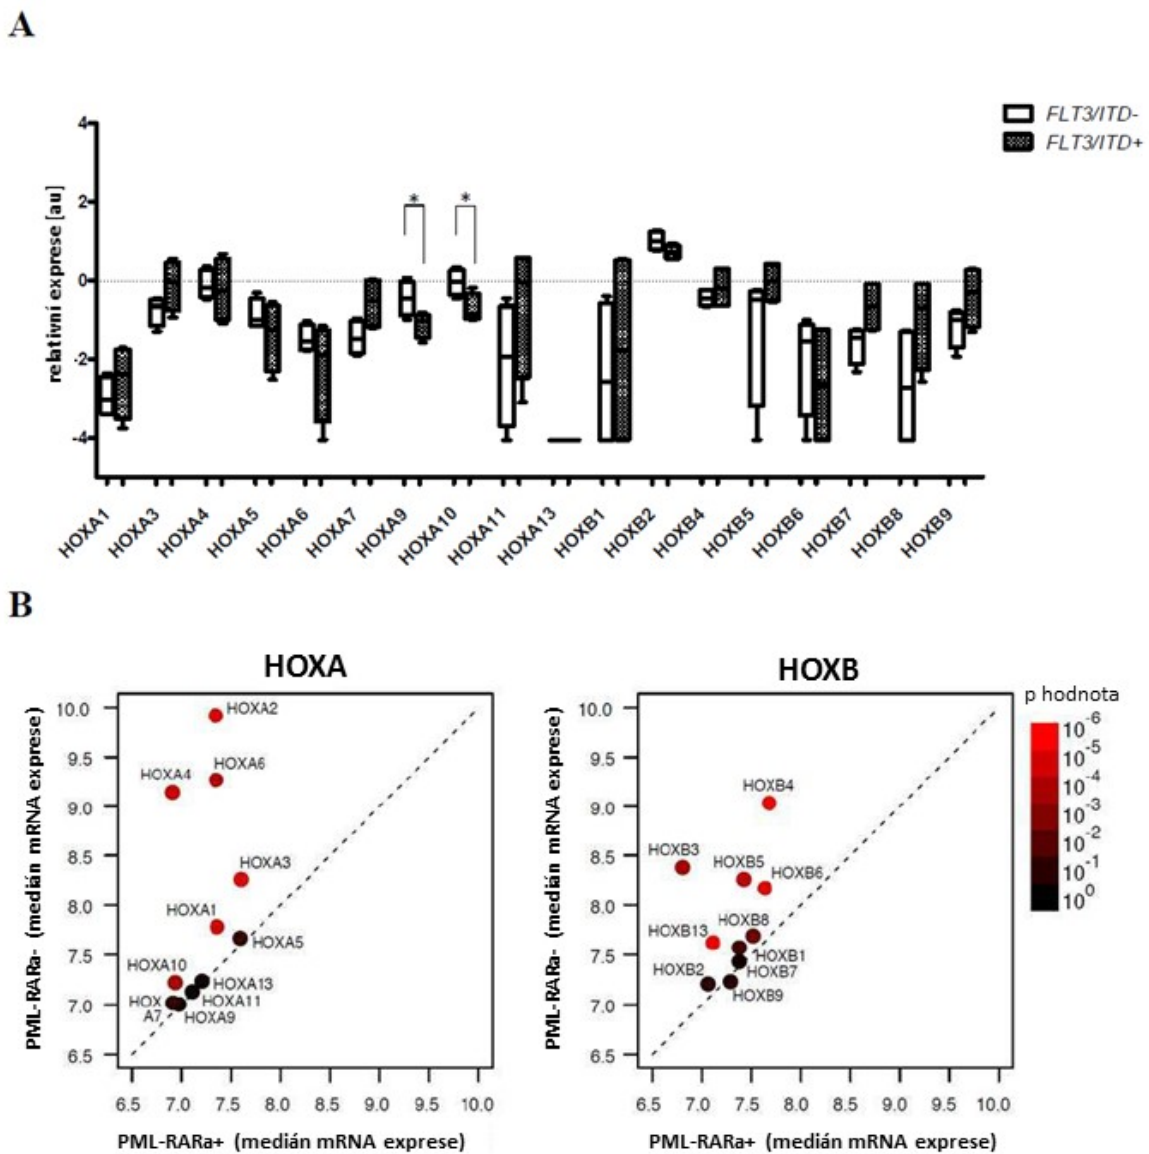 A
FLT3/ITD-
FLT3/ITD+
relativní exprese [au]
4
2
0
-2
-4
* *
HOXA1 HOXA3 HOXA4 HOXA5 HOXA6 HOXA7 HOXA9 HOXA10 HOXA11 HOXA13 HOXB1 HOXB2 HOXB4 HOXB5 HOXB6 HOXB7 HOXB8 HOXB9
B
HOXA
PML-RARa- (medián mRNA exprese)
10.0
9.5
9.0
8.5
8.0
7.5
7.0
6.5
HOXA2
HOXA6
HOXA4
HOXA3
HOXA1
HOXA5
HOXA10
HOXA13
HOX
A7
HOXA11
HOXA9
6.5 7.0 7.5 8.0 8.5 9.0 9.5 10.0
PML-RARa+ (medián mRNA exprese)
HOXB
PML-RARa- (medián mRNA exprese)
10.0
9.5
9.0
8.5
8.0
7.5
7.0
6.5
HOXB4
HOXB3
HOXB5
HOXB6
HOXB8
HOXB13
HOXB1
HOXB2
HOXB7
HOXB9
6.5 7.0 7.5 8.0 8.5 9.0 9.5 10.0
PML-RARa+ (medián mRNA exprese)
p hodnota
10-6
10-5
10-4
10-3
10-2
10-1
100